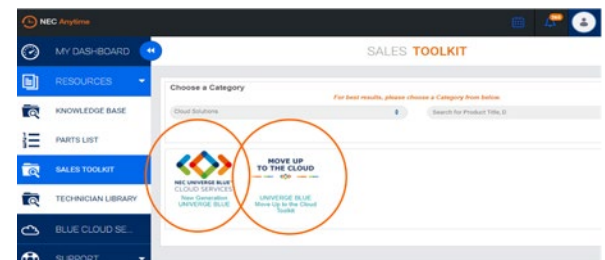 NEC Anytime
MY DASHBOARD
SALES TOOLKIT
RESOURCES
Choose a Category
For best results, please choose a Category from below.
KNOWLEDGE BASE
Cloud Solutions
Search for Product Title, D
PARTS LIST
SALES TOOLKIT
NEC UNIVERGE BLUE
CLOUD SERVICES
New Generation
UNIVERGE BLUE
MOVE UP
TO THE CLOUD
UNIVERGE BLUE
Move Up to the Cloud
Toolkit
TECHNICIAN LIBRARY
BLUE CLOUD SE...
SUPPORT